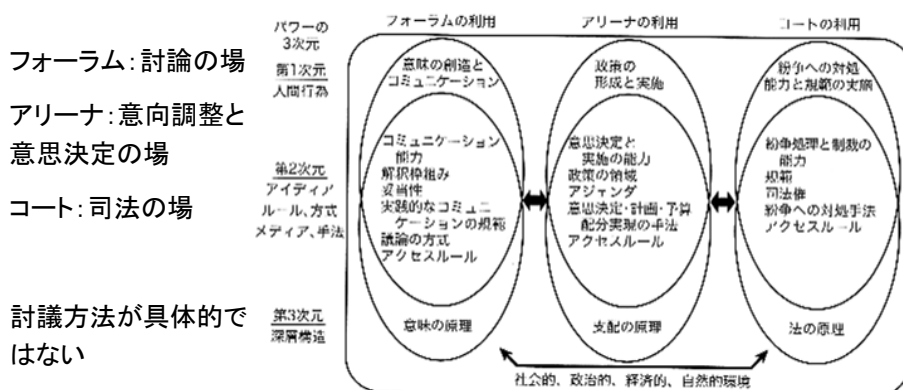 フォーラム:討論の場
アリーナ:意向調整と
意思決定の場
コート:司法の場
討議方法が具体的で
はない
パワーの
3次元
第1次元
人間行為
第2次元
アイディア
ルール、方式
メディア、手法
第3次元
深層構造
フォーラムの利用
意味の創造と
コミュニケーション
コミュニケーション
能力
解釈枠組み
妥当性
実践的なコミュニ
ケーションの規範
議論の方式
アクセスルール
意味の原理
アリーナの利用
政策の
形成と実施
意思決定と
実施の能力
政策の領域
アジェンダ
意思決定・計画・予算
配分実現の手法
アクセスルール
支配の原理
コートの利用
紛争への対処
能力と規範の実施
紛争処理と制裁の
能力
規範
司法権
紛争への対処手法
アクセスルール
法の原理
社会的、政治的、経済的、自然的環境